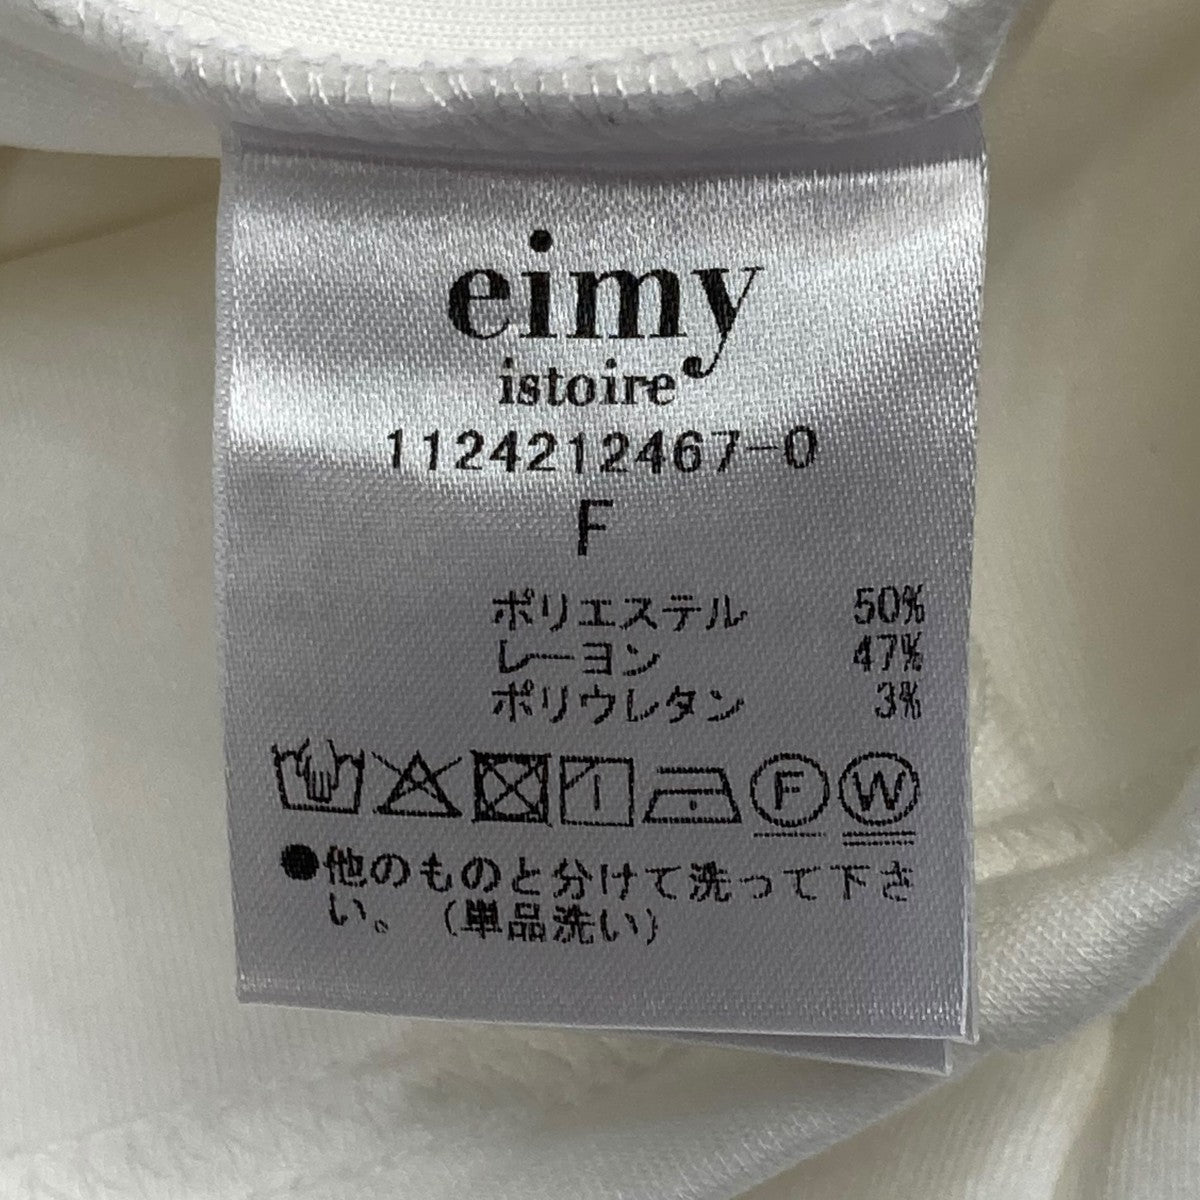 eimy
istoire
1124212467-0
F
ポリエステル 50%
レーヨン 47%
ポリウレタン 3%
F W
●他のものと分けて洗って下さ
い。（単品洗い）